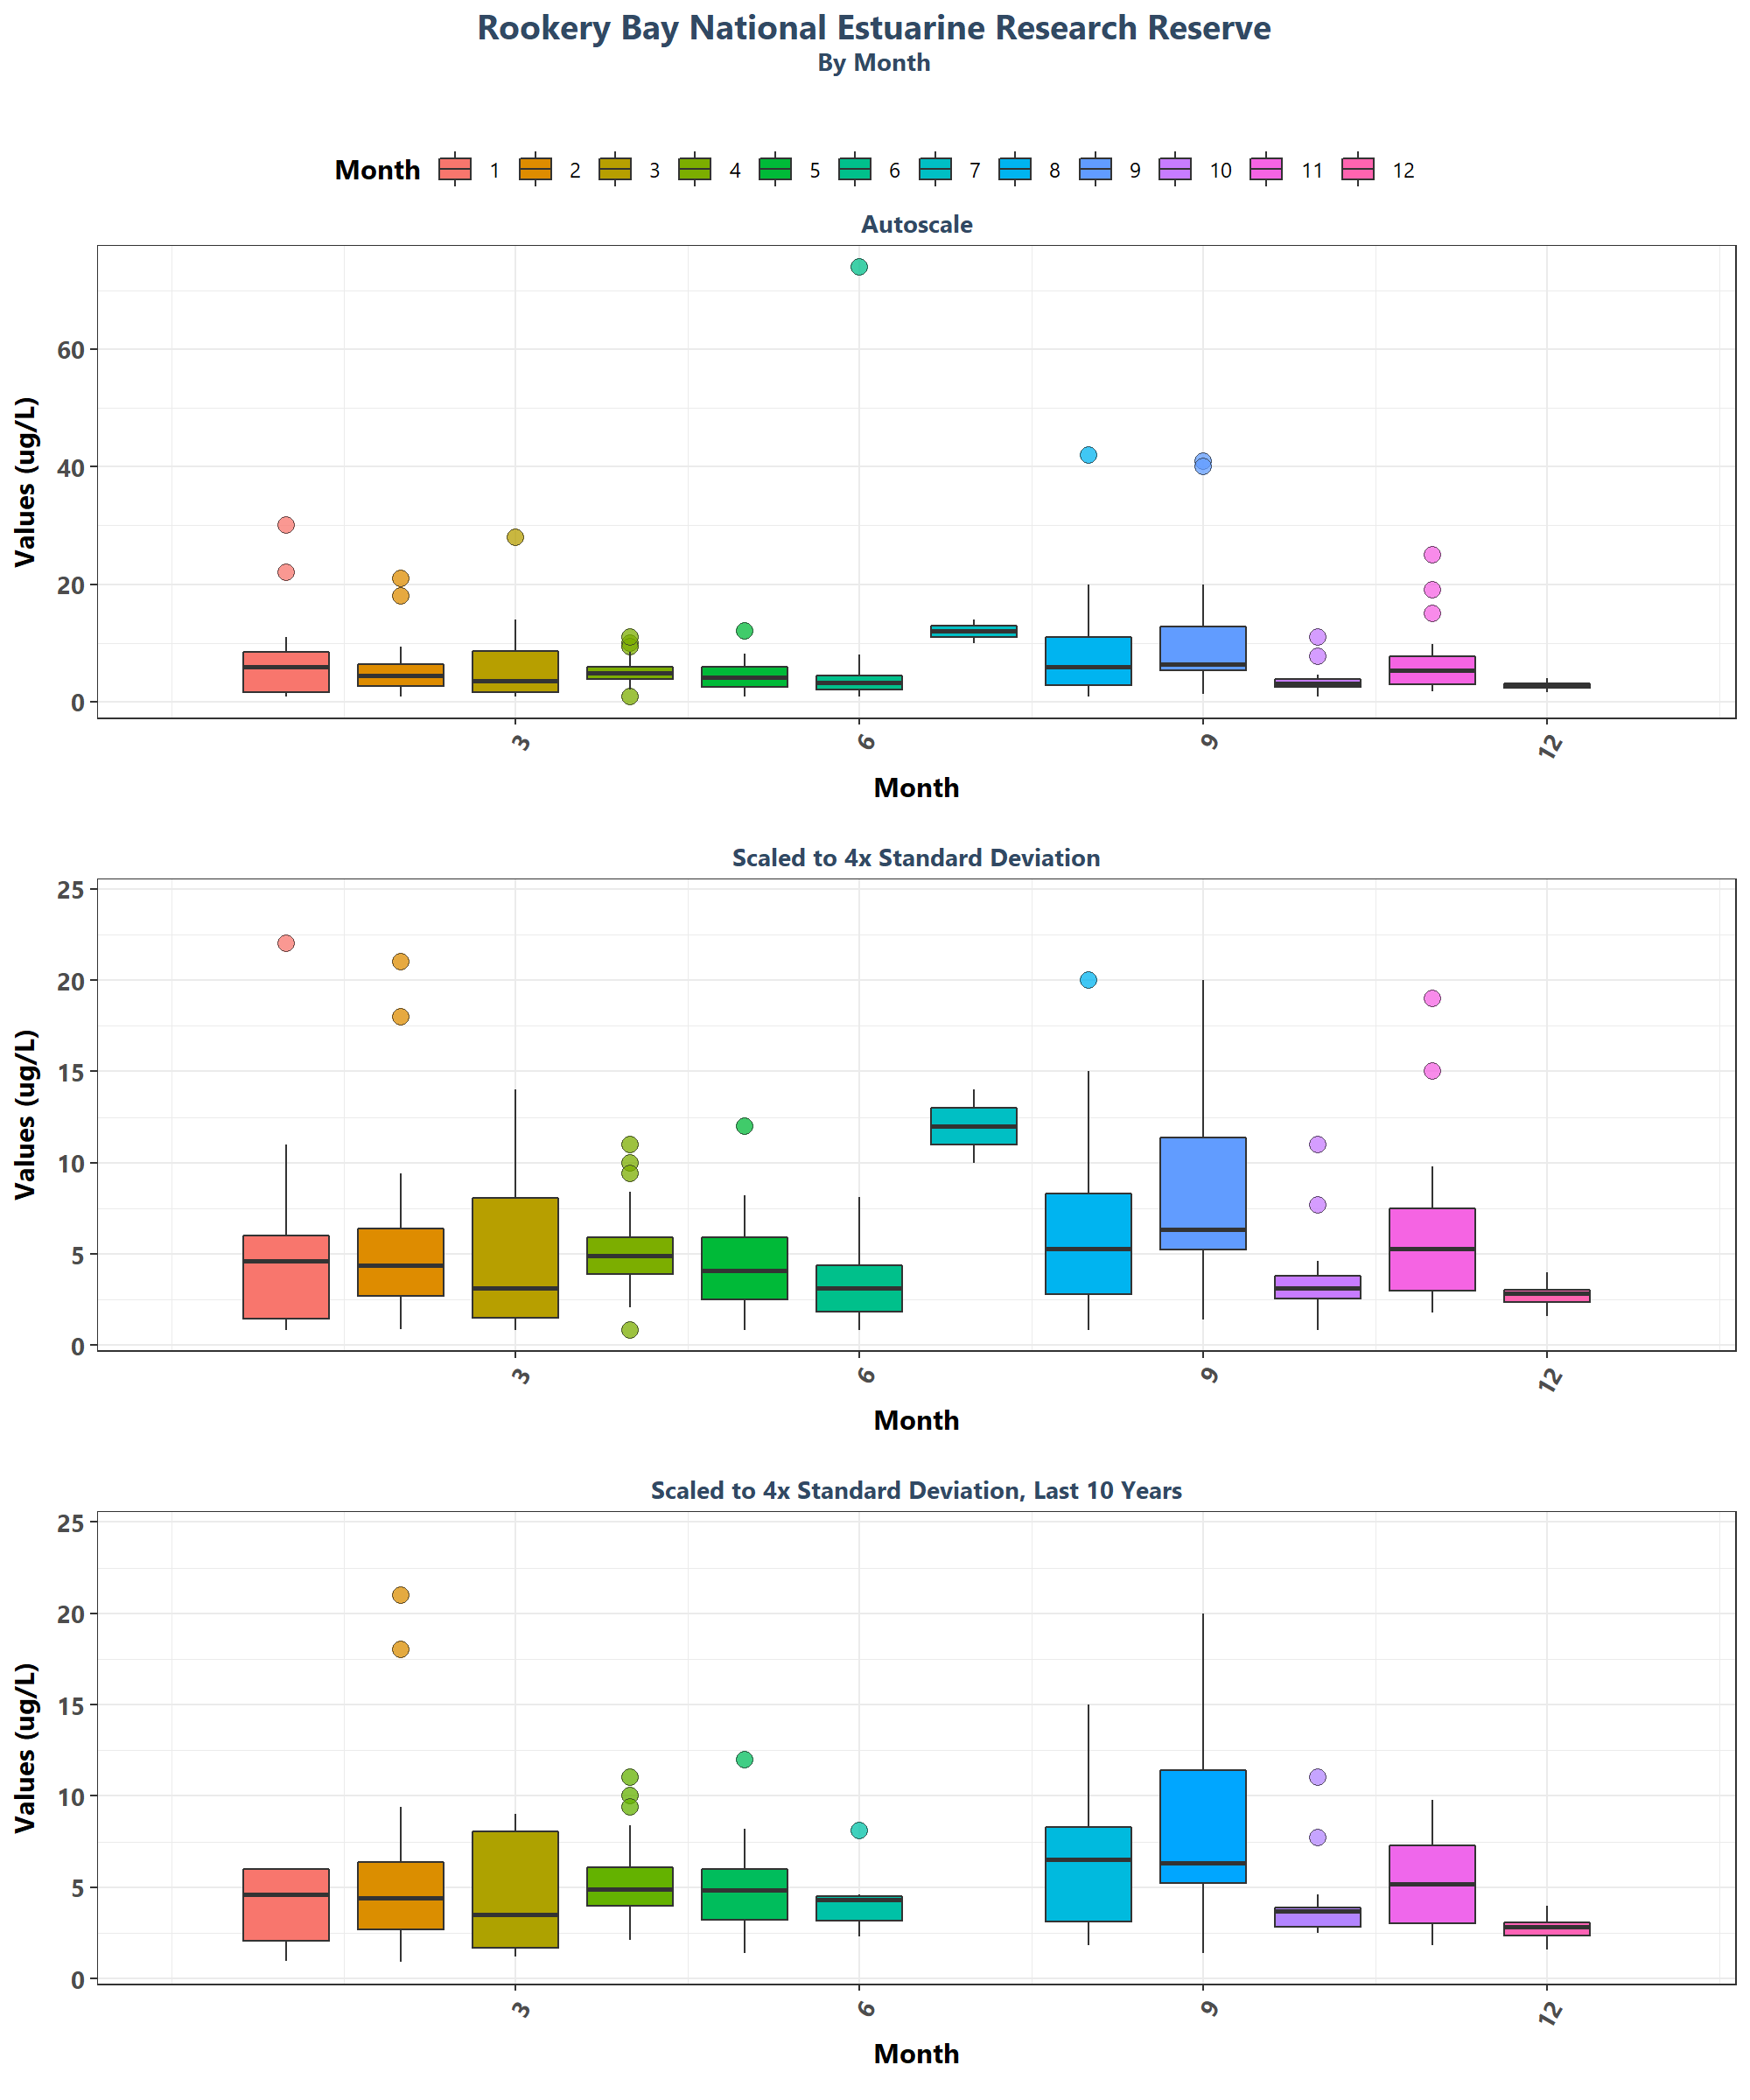 Rookery Bay National Estuarine Research Reserve
By Month
Month 1 2 3 4 5 6 7 8 9 10 11 12
Autoscale
Values (ug/L)
60
40
20
0
3 6 9 12
Month
Scaled to 4x Standard Deviation
Values (ug/L)
25
20
15
10
5
0
3 6 9 12
Month
Scaled to 4x Standard Deviation, Last 10 Years
Values (ug/L)
25
20
15
10
5
0
3 6 9 12
Month